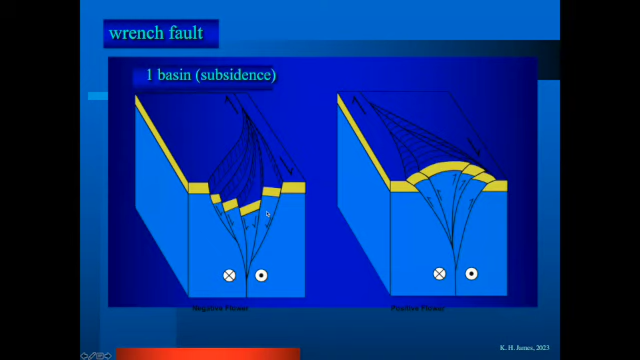 wrench fault
1 basin (subsidence)
Negative Flower
Positive Flower
K. H. James, 2023